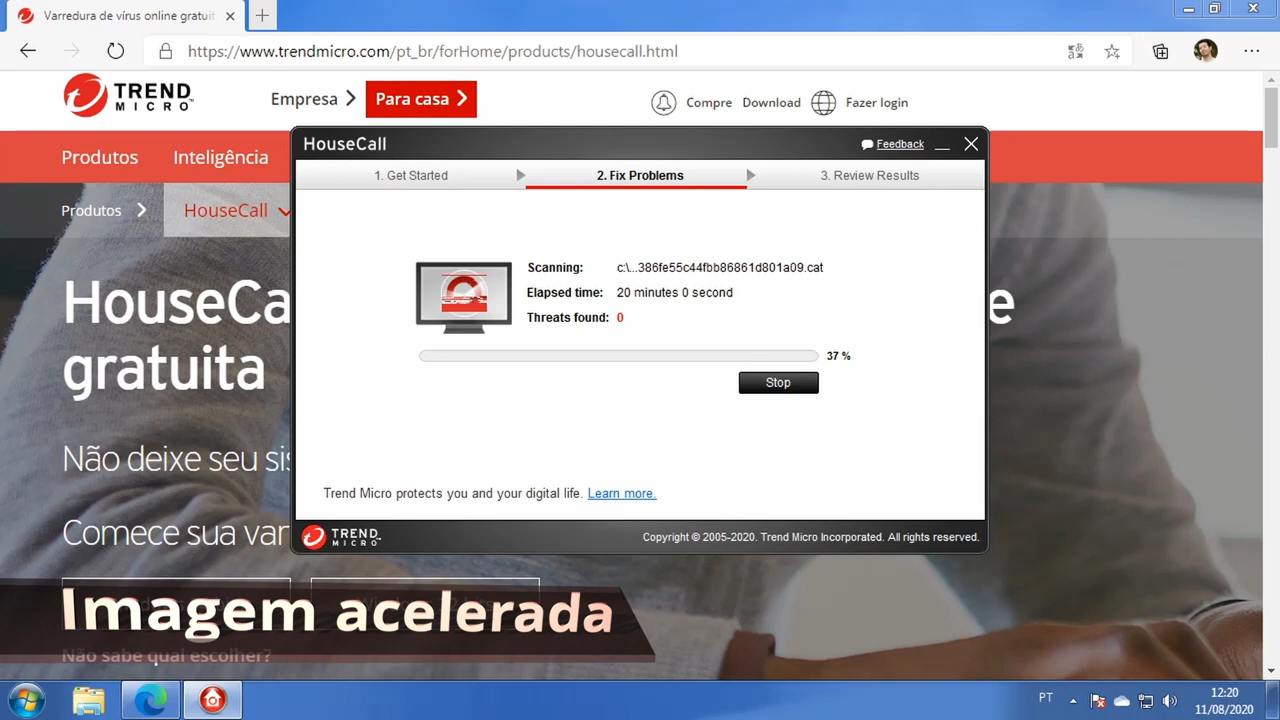 Varredura de vírus online gratuit
https://www.trendmicro.com/pt_br/forHome/products/housecall.html
TREND
MICRO
Empresa
Para casa
Compre
Download
Fazer login
Produtos
Inteligência
Produtos
HouseCall
HouseCa
e
gratuita
Não deixe seu sis
Comece sua var
HouseCall
Feedback
1. Get Started
2. Fix Problems
3. Review Results
Scanning: c:\...386fe55c44fbb86861d801a09.cat
Elapsed time: 20 minutes 0 second
Threats found: 0
37 %
Stop
Trend Micro protects you and your digital life. Learn more.
TREND
MICRO
Copyright © 2005-2020. Trend Micro Incorporated. All rights reserved.
Imagem acelerada
Não sabe qual escolher?
PT
12:20
11/08/2020